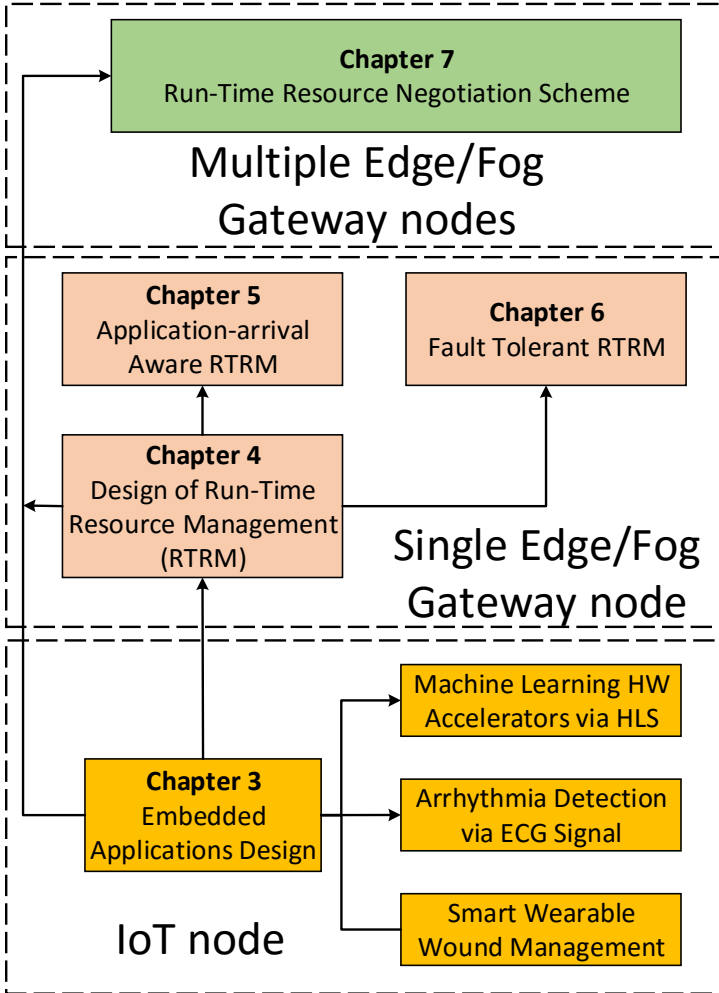 Chapter 7
Run-Time Resource Negotiation Scheme
Multiple Edge/Fog
Gateway nodes
Chapter 5
Application-arrival
Aware RTRM
Chapter 6
Fault Tolerant RTRM
Chapter 4
Design of Run-Time
Resource Management
(RTRM)
Single Edge/Fog
Gateway node
Machine Learning HW
Accelerators via HLS
Chapter 3
Embedded
Applications Design
Arrhythmia Detection
via ECG Signal
Smart Wearable
Wound Management
IoT node